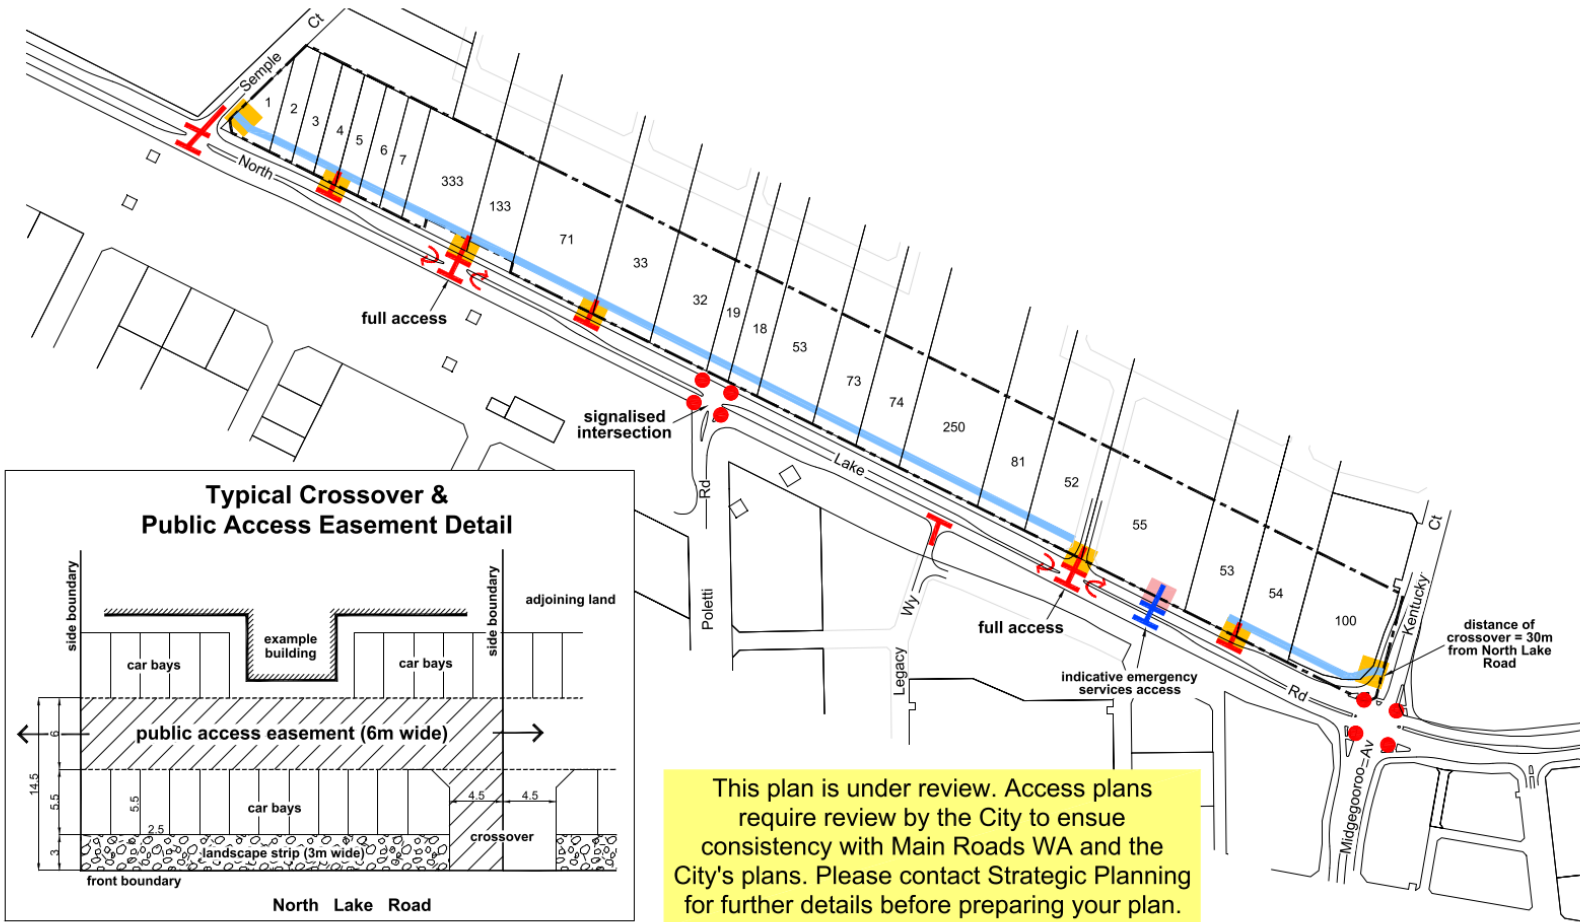 Semple
Ct
1
2
3
4
5
6
7
333
133
71
33
32
19
18
53
73
74
250
81
52
55
53
54
100
North
Lake
Rd
full access
signalised
intersection
Rd
Poletti
Wy
Legacy
full access
indicative emergency
services access
Ct
Kentucky
distance of
crossover = 30m
from North Lake
Road
Midgegooroo Av
Typical Crossover &
Public Access Easement Detail
side boundary
side boundary
adjoining land
example
building
car bays
car bays
public access easement (6m wide)
14.5
6
5.5
3
5.5
2.5
car bays
4.5
4.5
crossover
landscape strip (3m wide)
front boundary
North Lake Road
This plan is under review. Access plans
require review by the City to ensue
consistency with Main Roads WA and the
City's plans. Please contact Strategic Planning
for further details before preparing your plan.